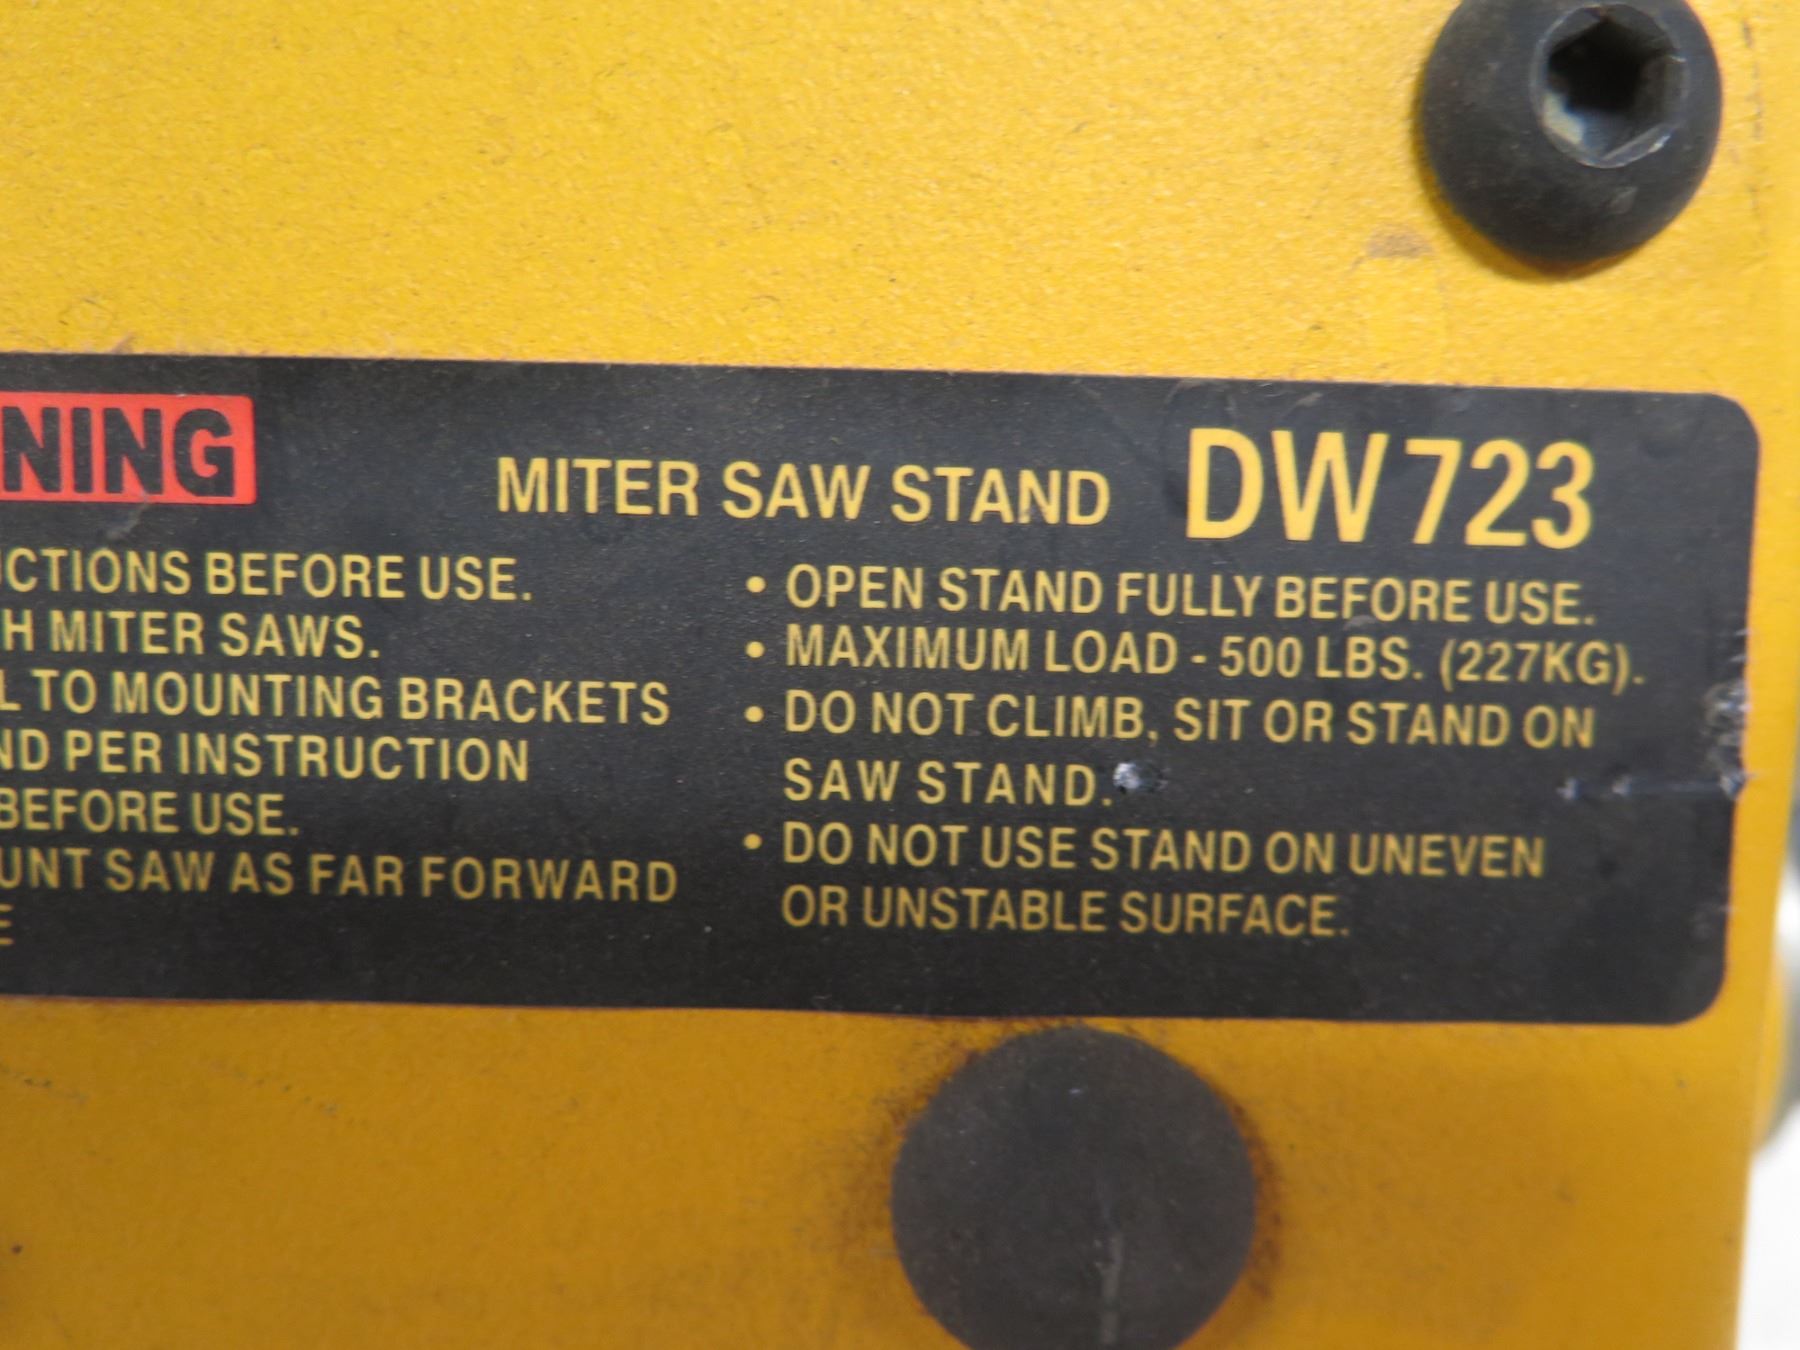 NING
MITER SAW STAND DW723
CTIONS BEFORE USE.
H MITER SAWS.
L TO MOUNTING BRACKETS
ND PER INSTRUCTION
BEFORE USE.
UNT SAW AS FAR FORWARD
E
• OPEN STAND FULLY BEFORE USE.
• MAXIMUM LOAD - 500 LBS. (227KG).
• DO NOT CLIMB, SIT OR STAND ON
SAW STAND.
• DO NOT USE STAND ON UNEVEN
OR UNSTABLE SURFACE.